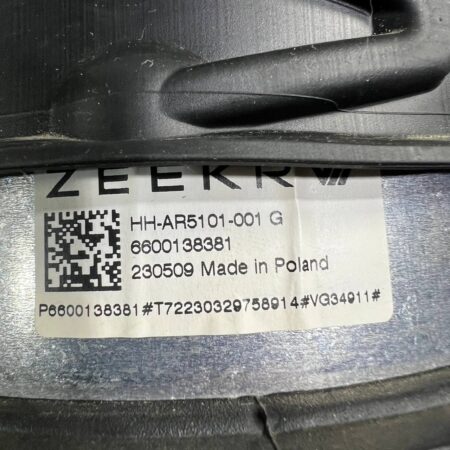 ZEEKR
HH-AR5101-001 G
6600138381
230509 Made in Poland
P6600138381#T72230329758914#VG34911#